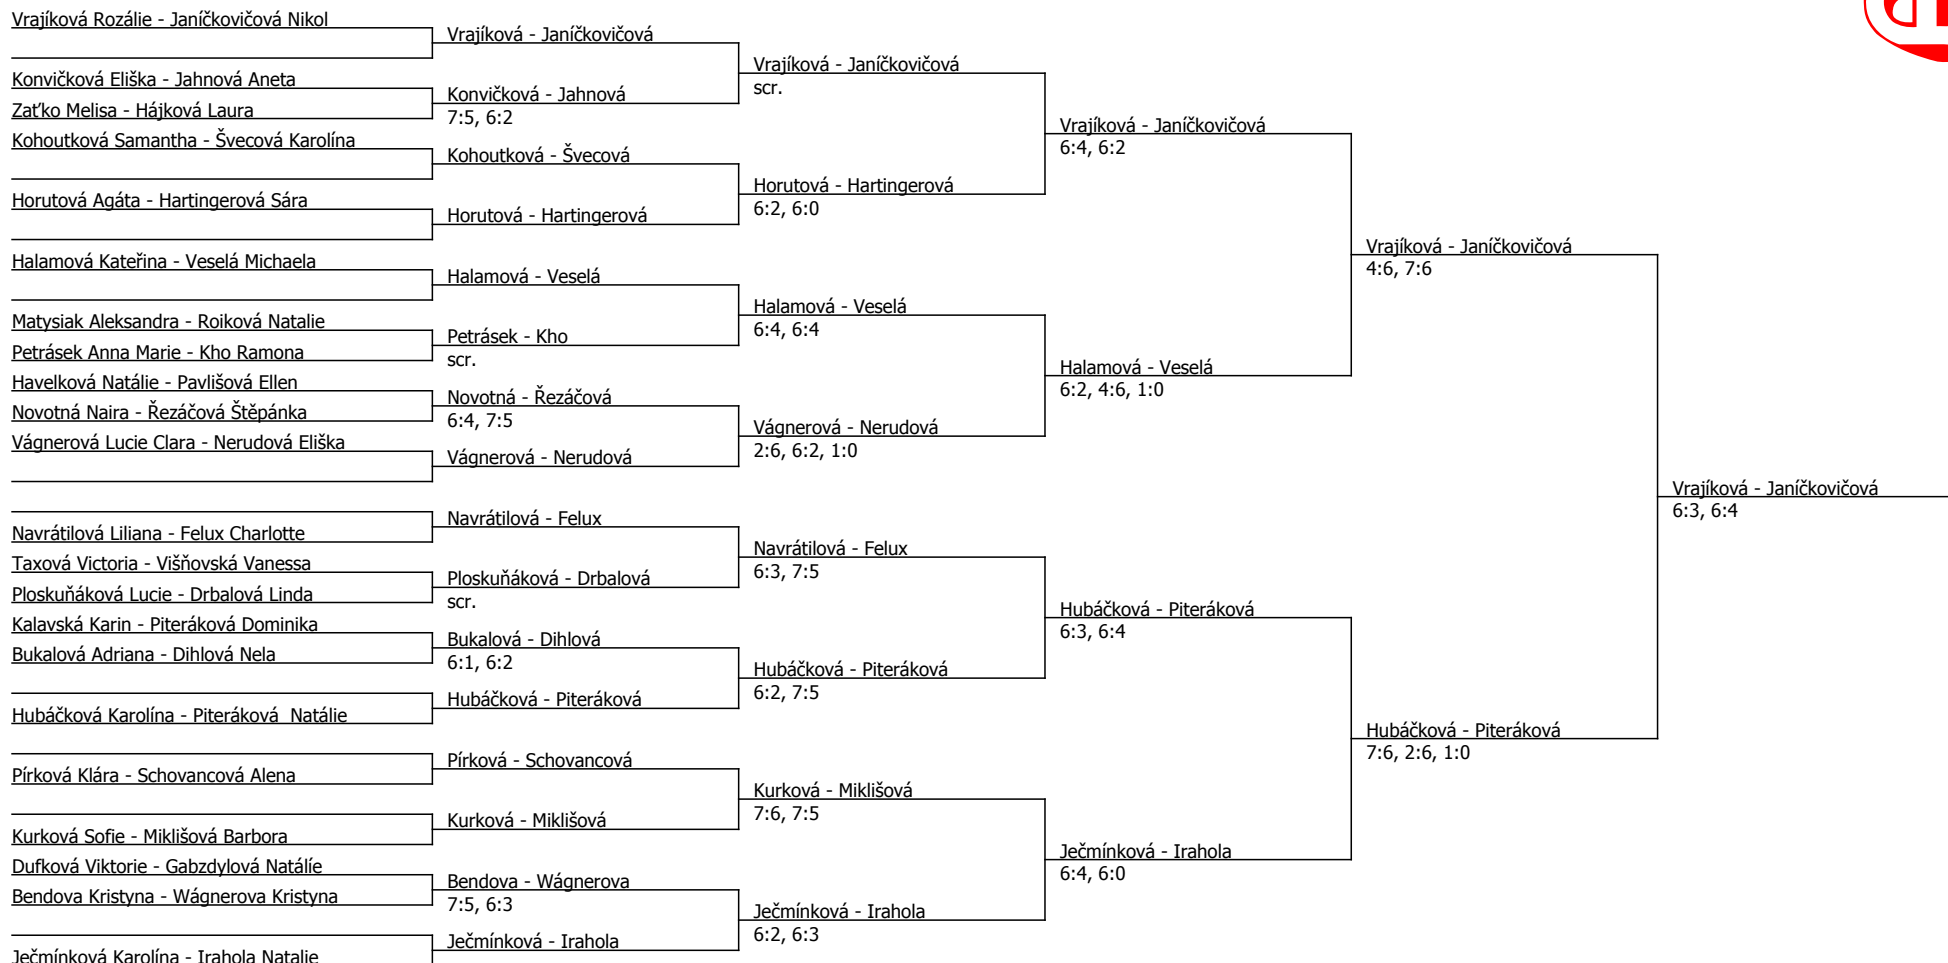 Vrajíková Rozálie - Janíčkovičová Nikol
Konvičková Eliška - Jahnová Aneta
Zaťko Melisa - Hájková Laura
Kohoutková Samantha - Švecová Karolína
Horutová Agáta - Hartingerová Sára
Halamová Kateřina - Veselá Michaela
Matysiak Aleksandra - Roiková Natalie
Petrásek Anna Marie - Kho Ramona
Havelková Natálie - Pavlišová Ellen
Novotná Naira - Řezáčová Štěpánka
Vágnerová Lucie Clara - Nerudová Eliška
Navrátilová Liliana - Felux Charlotte
Taxová Victoria - Višňovská Vanessa
Ploskuňáková Lucie - Drbalová Linda
Kalavská Karin - Piteráková Dominika
Bukalová Adriana - Dihlová Nela
Hubáčková Karolína - Piteráková  Natálie
Pírková Klára - Schovancová Alena
Kurková Sofie - Miklišová Barbora
Dufková Viktorie - Gabzdylová Natálíe
Bendova Kristyna - Wágnerova Kristyna
Ječmínková Karolína - Irahola Natalie
Vrajíková - Janíčkovičová
Konvičková - Jahnová
7:5, 6:2
Kohoutková - Švecová
Horutová - Hartingerová
Halamová - Veselá
Petrásek - Kho
scr.
Novotná - Řezáčová
6:4, 7:5
Vágnerová - Nerudová
Navrátilová - Felux
Ploskuňáková - Drbalová
scr.
Bukalová - Dihlová
6:1, 6:2
Hubáčková - Piteráková
Pírková - Schovancová
Kurková - Miklišová
Bendova - Wágnerova
7:5, 6:3
Ječmínková - Irahola
Vrajíková - Janíčkovičová
scr.
Horutová - Hartingerová
6:2, 6:0
Halamová - Veselá
6:4, 6:4
Vágnerová - Nerudová
2:6, 6:2, 1:0
Navrátilová - Felux
6:3, 7:5
Hubáčková - Piteráková
6:2, 7:5
Kurková - Miklišová
7:6, 7:5
Ječmínková - Irahola
6:2, 6:3
Vrajíková - Janíčkovičová
6:4, 6:2
Halamová - Veselá
6:2, 4:6, 1:0
Hubáčková - Piteráková
6:3, 6:4
Ječmínková - Irahola
6:4, 6:0
Vrajíková - Janíčkovičová
4:6, 7:6
Hubáčková - Piteráková
7:6, 2:6, 1:0
Vrajíková - Janíčkovičová
6:3, 6:4